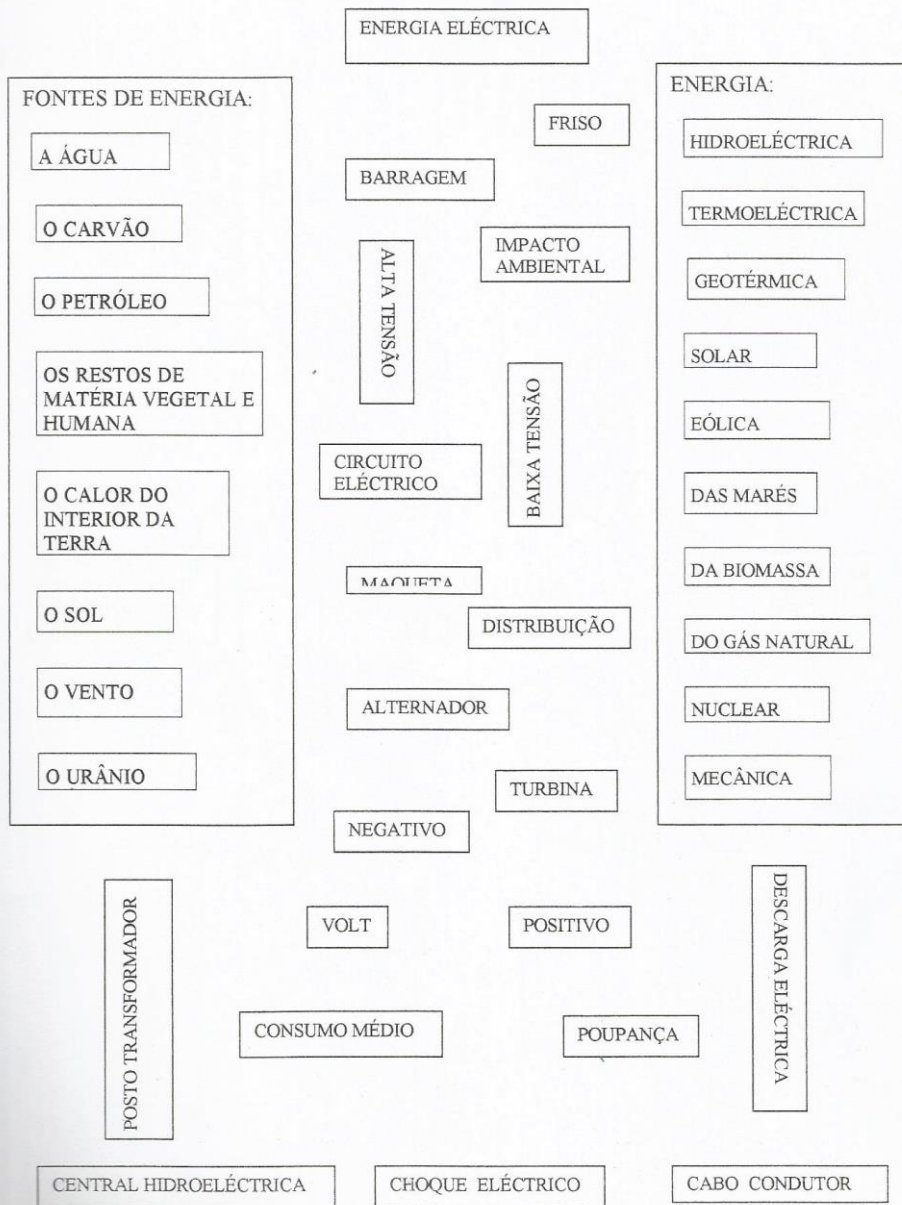 ENERGIA ELÉCTRICA
FONTES DE ENERGIA:
A ÁGUA
O CARVÃO
O PETRÓLEO
OS RESTOS DE
MATÉRIA VEGETAL E
HUMANA
O CALOR DO
INTERIOR DA
TERRA
O SOL
O VENTO
O URÂNIO
FRISO
BARRAGEM
IMPACTO
AMBIENTAL
ALTA TENSÃO
BAIXA TENSÃO
CIRCUITO
ELÉCTRICO
MAQUETA
DISTRIBUIÇÃO
ALTERNADOR
TURBINA
NEGATIVO
ENERGIA:
HIDROELÉCTRICA
TERMOELÉCTRICA
GEOTÉRMICA
SOLAR
EÓLICA
DAS MARÉS
DA BIOMASSA
DO GÁS NATURAL
NUCLEAR
MECÂNICA
POSTO TRANSFORMADOR
VOLT
POSITIVO
DESCARGA ELÉCTRICA
CONSUMO MÉDIO
POUPANÇA
CENTRAL HIDROELÉCTRICA
CHOQUE ELÉCTRICO
CABO CONDUTOR